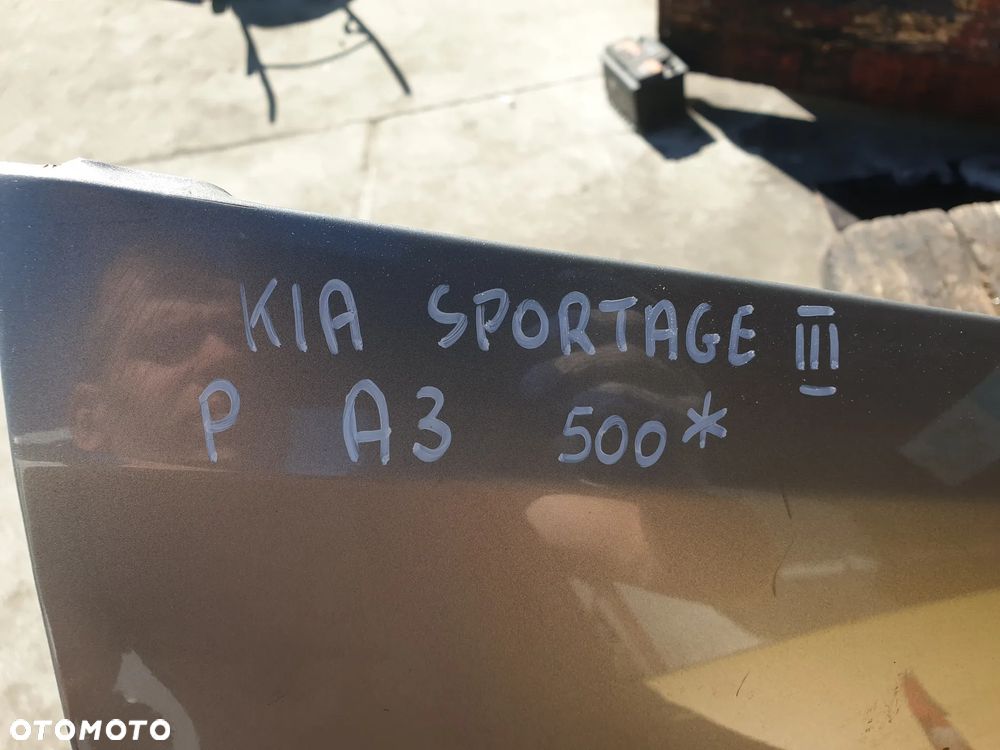 KIA SPORTAGE III
P A3 500*
OTOMOTO